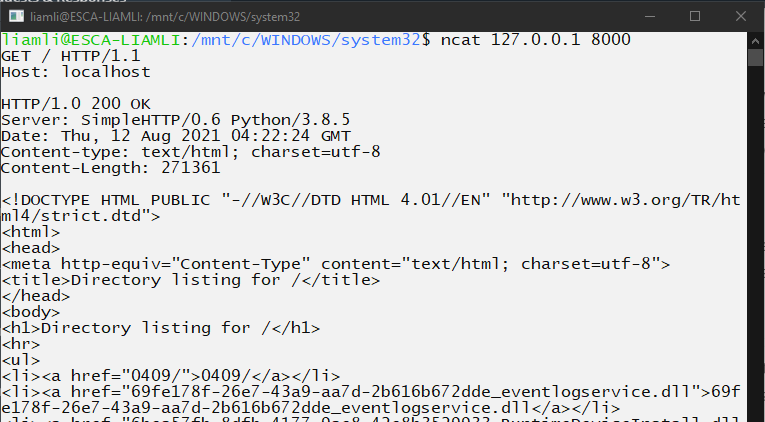 liamli@ESCA-LIAMLI: /mnt/c/WINDOWS/system32
liamli@ESCA-LIAMLI:/mnt/c/WINDOWS/system32$ ncat 127.0.0.1 8000
GET / HTTP/1.1
Host: localhost
HTTP/1.0 200 OK
Server: SimpleHTTP/0.6 Python/3.8.5
Date: Thu, 12 Aug 2021 04:22:24 GMT
Content-type: text/html; charset=utf-8
Content-Length: 271361
<!DOCTYPE HTML PUBLIC "-//W3C//DTD HTML 4.01//EN" "http://www.w3.org/TR/ht
ml4/strict.dtd">
<html>
<head>
<meta http-equiv="Content-Type" content="text/html; charset=utf-8">
<title>Directory listing for /</title>
</head>
<body>
<h1>Directory listing for /</h1>
<hr>
<ul>
<li><a href="0409/">0409/</a></li>
<li><a href="69fe178f-26e7-43a9-aa7d-2b616b672dde_eventlogservice.dll">69f
e178f-26e7-43a9-aa7d-2b616b672dde_eventlogservice.dll</a></li>